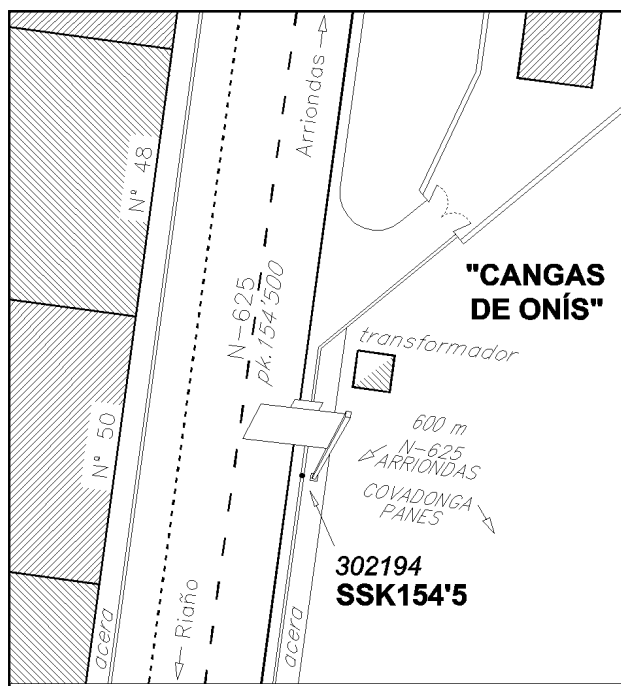 Arriondas
Nº 48
N-625
pk.154'500
"CANGAS
DE ONÍS"
transformador
Nº 50
600 m
N-625
ARRIONDAS
COVADONGA
PANES
302194
SSK154'5
Riaño
acera
acera